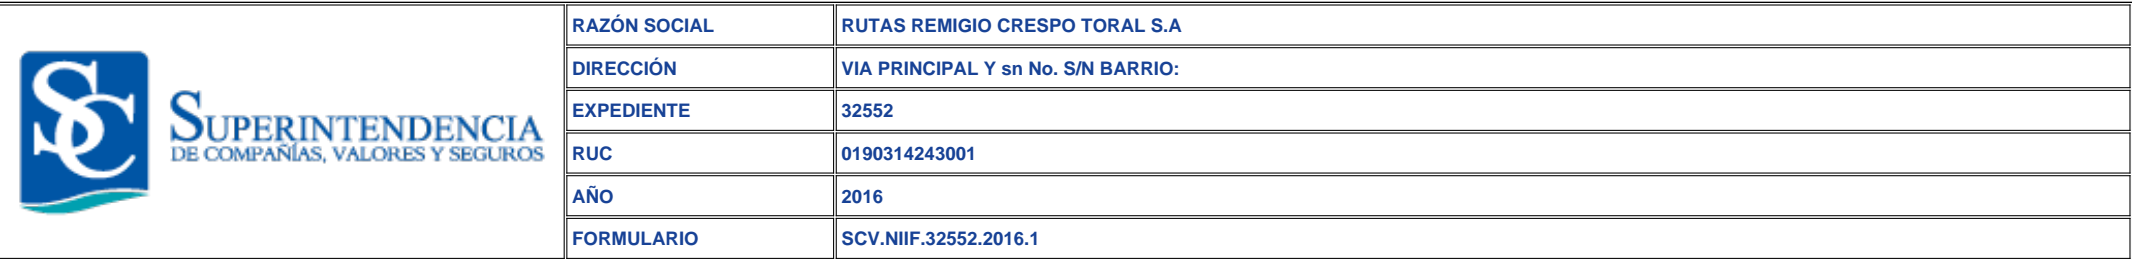 SC
SUPERINTENDENCIA
DE COMPAÑÍAS, VALORES Y SEGUROS
RAZÓN SOCIAL RUTAS REMIGIO CRESPO TORAL S.A
DIRECCIÓN VIA PRINCIPAL Y sn No. S/N BARRIO:
EXPEDIENTE 32552
RUC 0190314243001
AÑO 2016
FORMULARIO SCV.NIIF.32552.2016.1